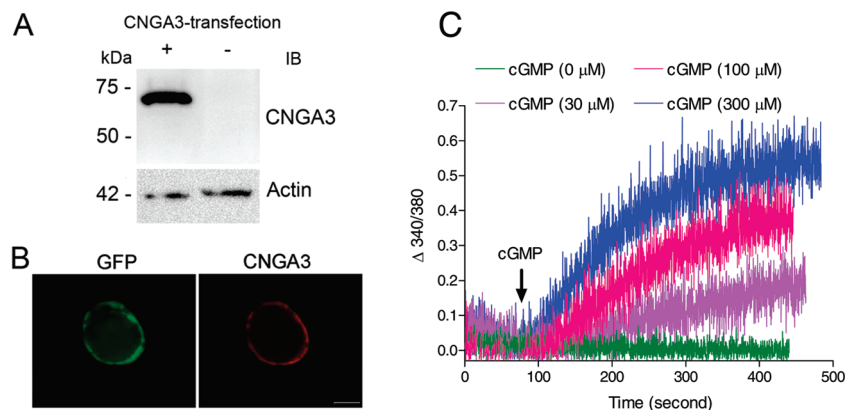 A
CNGA3-transfection
kDa + - IB
75 -
50 -
CNGA3
42 -
Actin
B
GFP CNGA3
C
cGMP (0 μM) cGMP (100 μM)
cGMP (30 μM) cGMP (300 μM)
Δ 340/380
0.7
0.6
0.5
0.4
0.3
0.2
0.1
0.0
cGMP
0 100 200 300 400 500
Time (second)